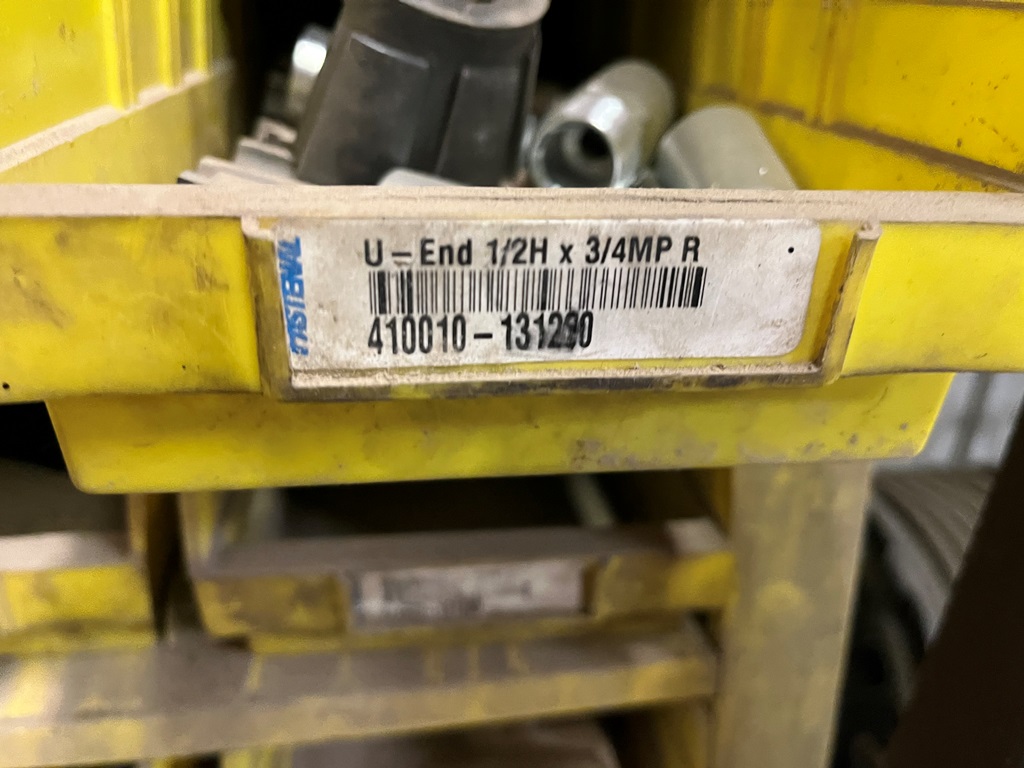 FASTENAL
U-End 1/2H x 3/4MP R
410010-131290